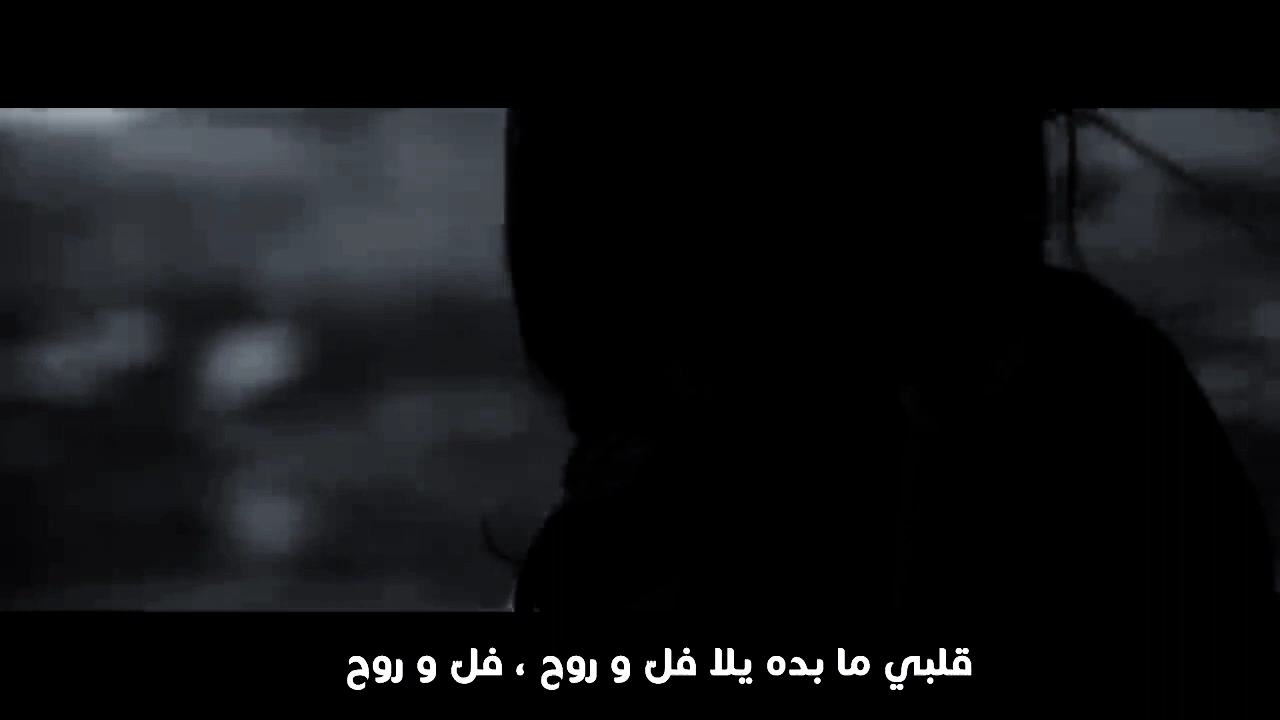 قلبي ما بده يلا فل و روح ، فل و روح